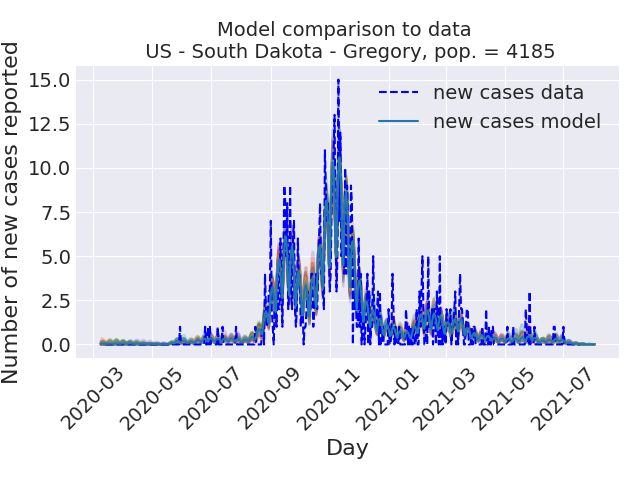 Model comparison to data
US - South Dakota - Gregory, pop. = 4185
Number of new cases reported
15.0
12.5
10.0
7.5
5.0
2.5
0.0
new cases data
new cases model
2020-03
2020-05
2020-07
2020-09
2020-11
2021-01
2021-03
2021-05
2021-07
Day